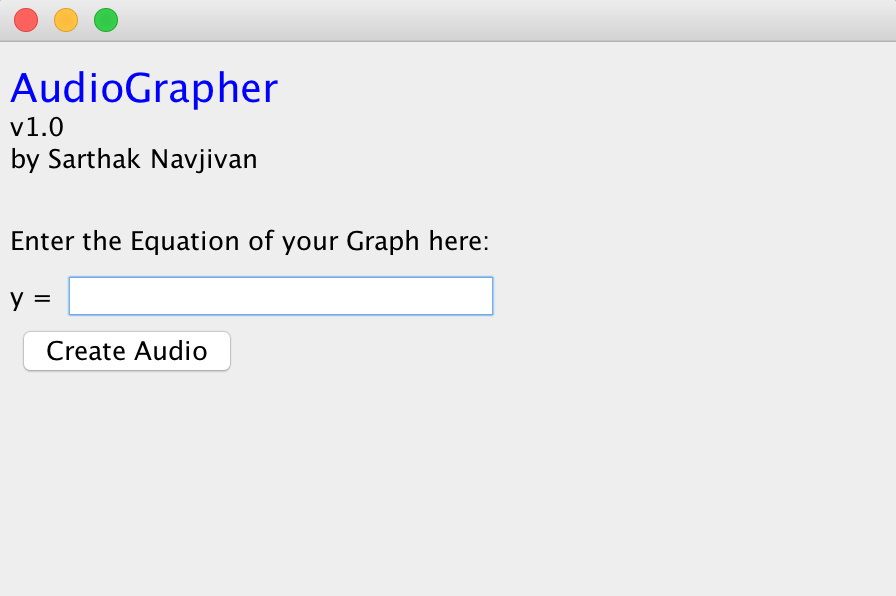 AudioGrapher
v1.0
by Sarthak Navjivan
Enter the Equation of your Graph here:
y =
Create Audio